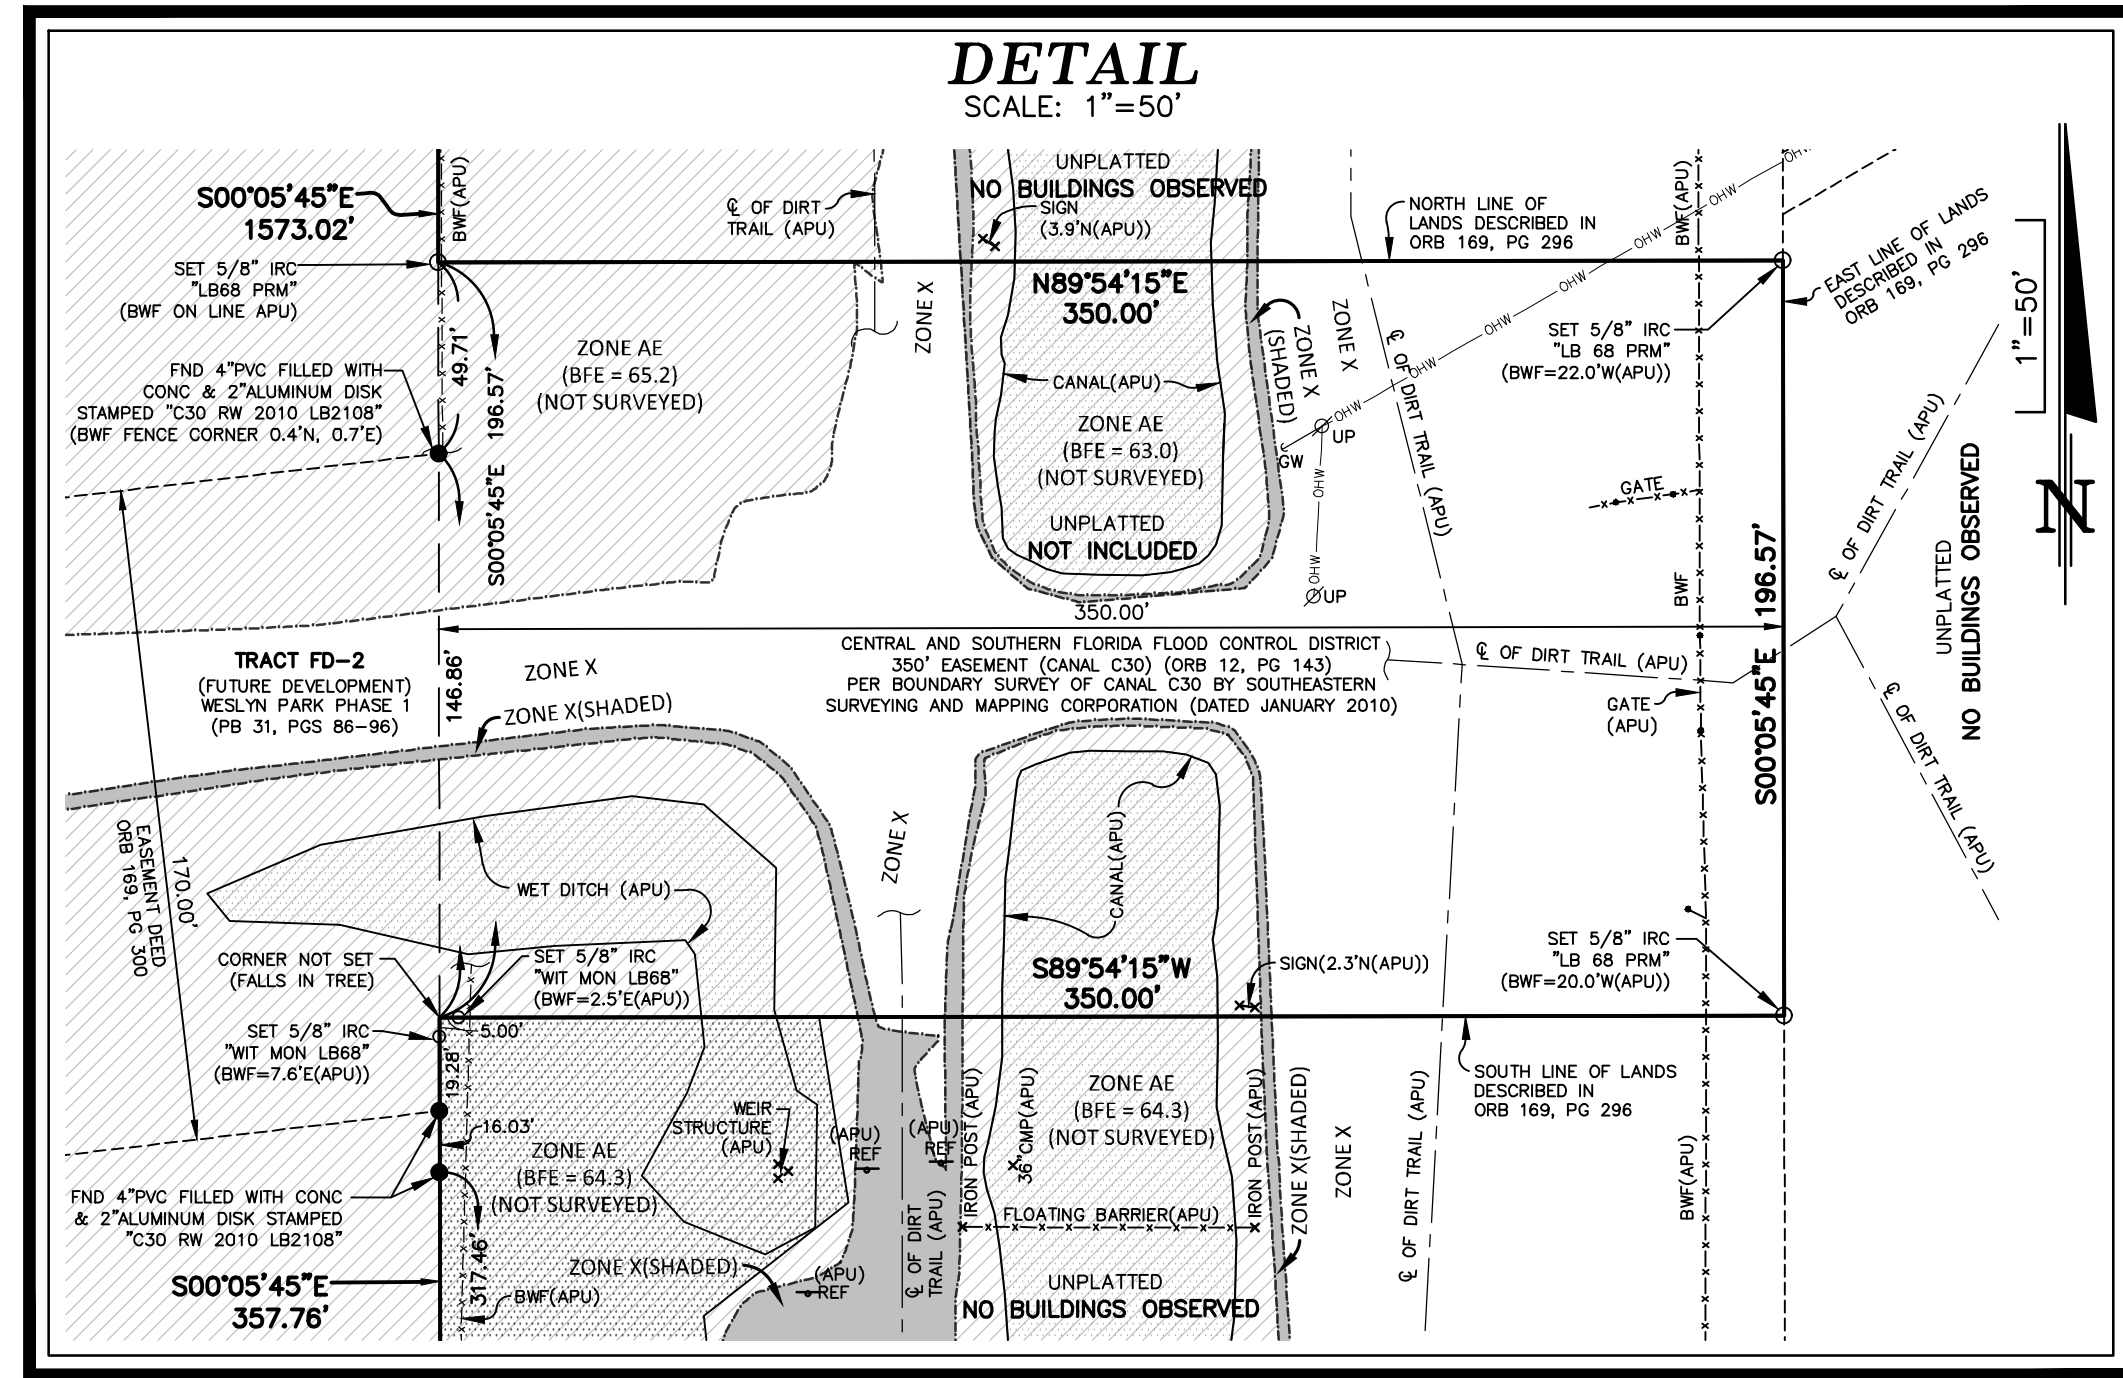 DETAIL
SCALE: 1"=50'
S00°05'45"E
1573.02'
BWF(APU)
SET 5/8" IRC
"LB68 PRM"
(BWF ON LINE APU)
FND 4"PVC FILLED WITH
CONC & 2"ALUMINUM DISK
STAMPED "C30 RW 2010 LB2108"
(BWF FENCE CORNER 0.4'N, 0.7'E)
49.71'
196.57'
S00°05'45"E
ZONE AE
(BFE = 65.2)
(NOT SURVEYED)
℄ OF DIRT
TRAIL (APU)
ZONE X
UNPLATTED
NO BUILDINGS OBSERVED
SIGN
(3.9'N(APU))
N89°54'15"E
350.00'
CANAL(APU)
ZONE AE
(BFE = 63.0)
(NOT SURVEYED)
UNPLATTED
NOT INCLUDED
ZONE X
(SHADED)
ZONE X
GW
UP
UP
OHW
OHW
OHW
OHW
OHW
OHW
OHW
OHW
OHW
℄ OF DIRT TRAIL (APU)
NORTH LINE OF
LANDS DESCRIBED IN
ORB 169, PG 296
BWF(APU)
SET 5/8" IRC
"LB 68 PRM"
(BWF=22.0'W(APU))
EAST LINE OF LANDS
DESCRIBED IN
ORB 169, PG 296
1"=50'
N
GATE
BWF
S00°05'45"E 196.57'
℄ OF DIRT TRAIL (APU)
UNPLATTED
NO BUILDINGS OBSERVED
℄ OF DIRT TRAIL (APU)
350.00'
CENTRAL AND SOUTHERN FLORIDA FLOOD CONTROL DISTRICT
350' EASEMENT (CANAL C30) (ORB 12, PG 143)
PER BOUNDARY SURVEY OF CANAL C30 BY SOUTHEASTERN
SURVEYING AND MAPPING CORPORATION (DATED JANUARY 2010)
℄ OF DIRT TRAIL (APU)
GATE
(APU)
TRACT FD-2
(FUTURE DEVELOPMENT)
WESLYN PARK PHASE 1
(PB 31, PGS 86-96)
146.86'
ZONE X
ZONE X(SHADED)
170.00'
EASEMENT DEED
ORB 169, PG 300
WET DITCH (APU)
ZONE X
CANAL(APU)
CORNER NOT SET
(FALLS IN TREE)
SET 5/8" IRC
"WIT MON LB68"
(BWF=2.5'E(APU))
S89°54'15"W
350.00'
SIGN(2.3'N(APU))
SET 5/8" IRC
"LB 68 PRM"
(BWF=20.0'W(APU))
SET 5/8" IRC
"WIT MON LB68"
(BWF=7.6'E(APU))
5.00'
19.28'
16.03'
SOUTH LINE OF LANDS
DESCRIBED IN
ORB 169, PG 296
WEIR
STRUCTURE
(APU)
(APU)
REF
(APU)
REF
IRON POST(APU)
36"CMP(APU)
ZONE AE
(BFE = 64.3)
(NOT SURVEYED)
IRON POST(APU)
ZONE X(SHADED)
ZONE X
℄ OF DIRT TRAIL (APU)
BWF(APU)
ZONE AE
(BFE = 64.3)
(NOT SURVEYED)
FND 4"PVC FILLED WITH CONC
& 2"ALUMINUM DISK STAMPED
"C30 RW 2010 LB2108"
S00°05'45"E
357.76'
317.46'
BWF(APU)
ZONE X(SHADED)
(APU)
REF
℄ OF DIRT
TRAIL (APU)
FLOATING BARRIER(APU)
UNPLATTED
NO BUILDINGS OBSERVED